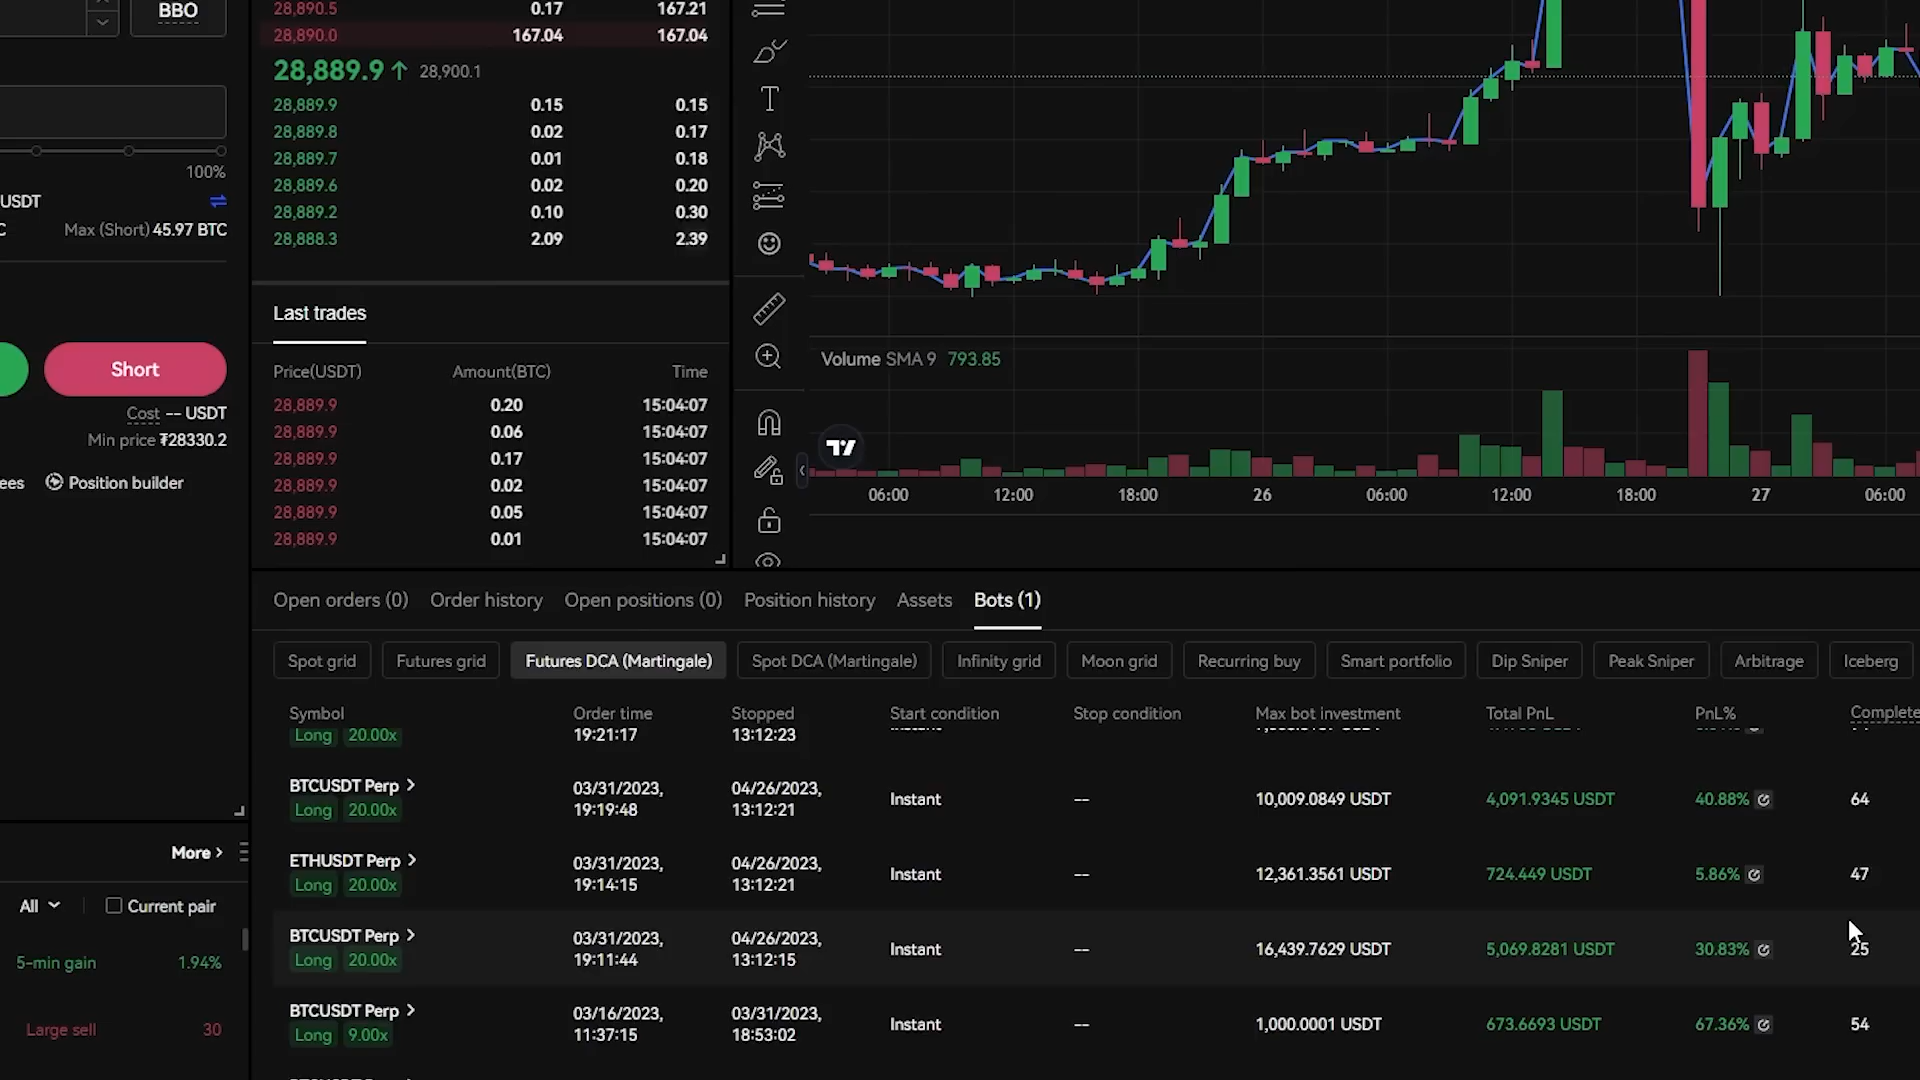 BBO
28,890.5 0.17 167.21
28,890.0 167.04 167.04
28,889.9 ↑ 28,900.1
28,889.9 0.15 0.15
28,889.8 0.02 0.17
28,889.7 0.01 0.18
28,889.6 0.02 0.20
28,889.2 0.10 0.30
28,888.3 2.09 2.39
100%
USDT
C Max (Short) 45.97 BTC
Short
Cost -- USDT
Min price ₮28330.2
ees Position builder
Last trades
Price(USDT) Amount(BTC) Time
28,889.9 0.20 15:04:07
28,889.9 0.06 15:04:07
28,889.9 0.17 15:04:07
28,889.9 0.02 15:04:07
28,889.9 0.05 15:04:07
28,889.9 0.01 15:04:07
Volume SMA 9 793.85
06:00 12:00 18:00 26 06:00 12:00 18:00 27 06:00
Open orders (0) Order history Open positions (0) Position history Assets Bots (1)
Spot grid Futures grid Futures DCA (Martingale) Spot DCA (Martingale) Infinity grid Moon grid Recurring buy Smart portfolio Dip Sniper Peak Sniper Arbitrage Iceberg
Symbol Order time Stopped Start condition Stop condition Max bot investment Total PnL PnL% Complete
Long 20.00x 19:21:17 13:12:23
BTCUSDT Perp > 03/31/2023, 04/26/2023, Instant -- 10,009.0849 USDT 4,091.9345 USDT 40.88% 64
Long 20.00x 19:19:48 13:12:21
ETHUSDT Perp > 03/31/2023, 04/26/2023, Instant -- 12,361.3561 USDT 724.449 USDT 5.86% 47
Long 20.00x 19:14:15 13:12:21
BTCUSDT Perp > 03/31/2023, 04/26/2023, Instant -- 16,439.7629 USDT 5,069.8281 USDT 30.83% 25
Long 20.00x 19:11:44 13:12:15
BTCUSDT Perp > 03/16/2023, 03/31/2023, Instant -- 1,000.0001 USDT 673.6693 USDT 67.36% 54
Long 9.00x 11:37:15 18:53:02
More >
All Current pair
5-min gain 1.94%
Large sell 30